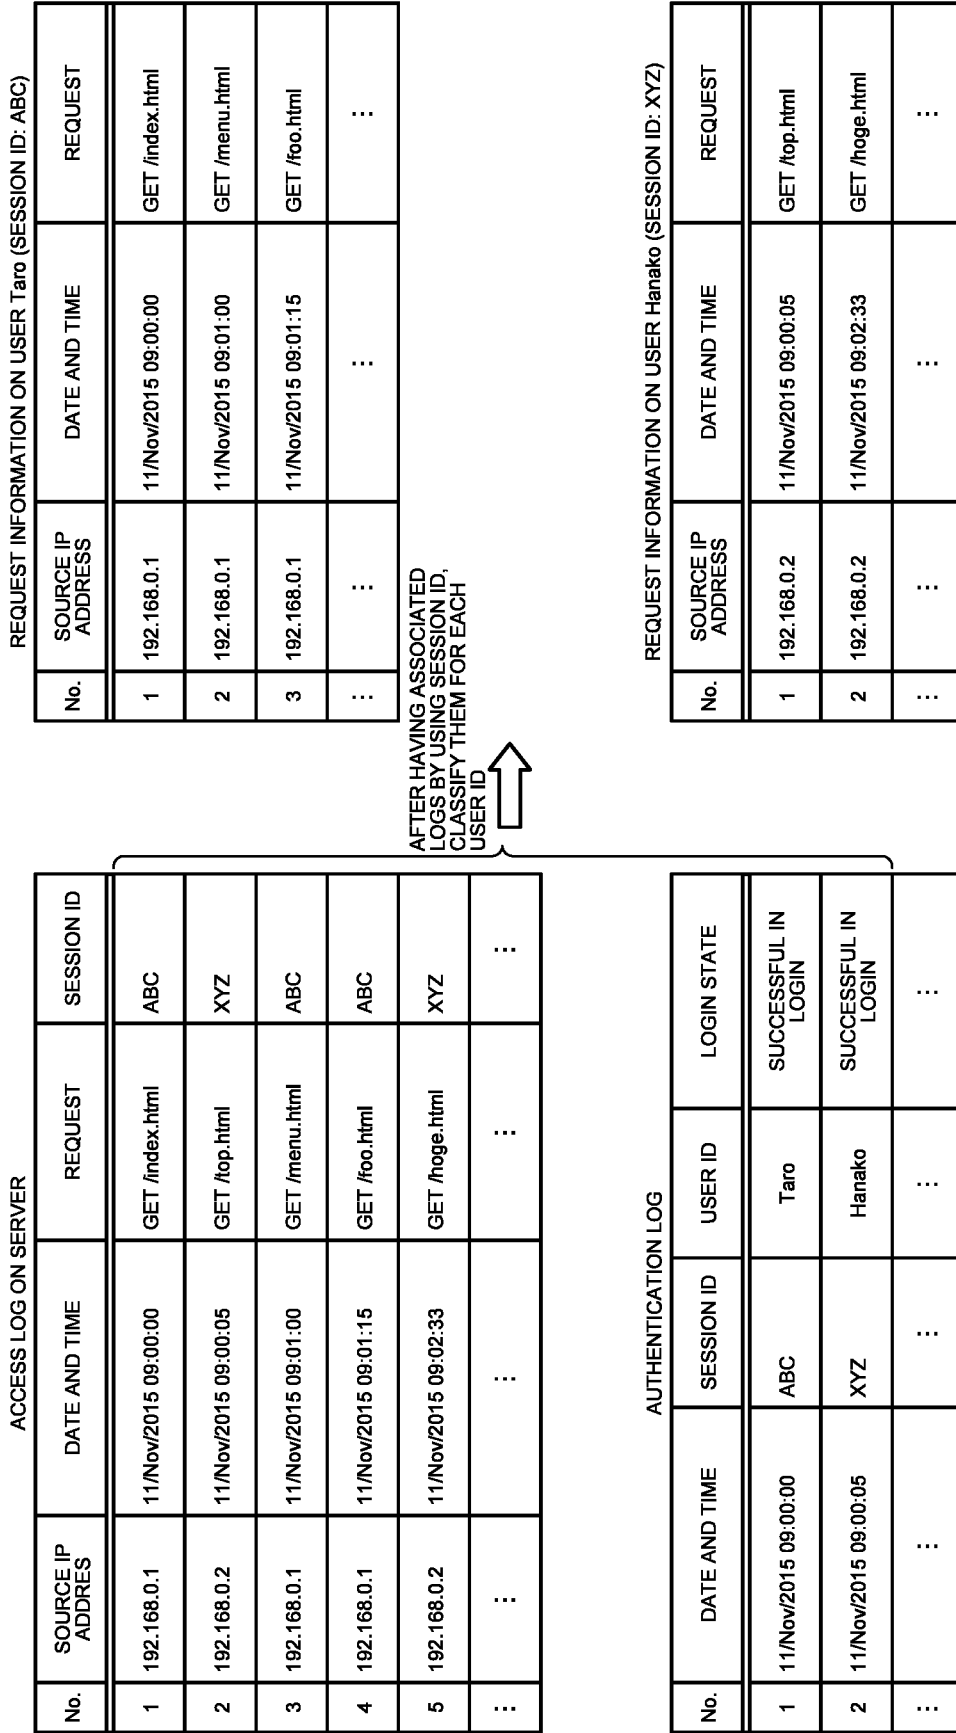 ACCESS LOG ON SERVER
No. SOURCE IP ADDRES DATE AND TIME REQUEST SESSION ID
1 192.168.0.1 11/Nov/2015 09:00:00 GET /index.html ABC
2 192.168.0.2 11/Nov/2015 09:00:05 GET /top.html XYZ
3 192.168.0.1 11/Nov/2015 09:01:00 GET /menu.html ABC
4 192.168.0.1 11/Nov/2015 09:01:15 GET /foo.html ABC
5 192.168.0.2 11/Nov/2015 09:02:33 GET /hoge.html XYZ
... ... ... ... ...
AUTHENTICATION LOG
No. DATE AND TIME SESSION ID USER ID LOGIN STATE
1 11/Nov/2015 09:00:00 ABC Taro SUCCESSFUL IN LOGIN
2 11/Nov/2015 09:00:05 XYZ Hanako SUCCESSFUL IN LOGIN
... ... ... ... ...
AFTER HAVING ASSOCIATED
LOGS BY USING SESSION ID,
CLASSIFY THEM FOR EACH
USER ID
REQUEST INFORMATION ON USER Taro (SESSION ID: ABC)
No. SOURCE IP ADDRESS DATE AND TIME REQUEST
1 192.168.0.1 11/Nov/2015 09:00:00 GET /index.html
2 192.168.0.1 11/Nov/2015 09:01:00 GET /menu.html
3 192.168.0.1 11/Nov/2015 09:01:15 GET /foo.html
... ... ... ...
REQUEST INFORMATION ON USER Hanako (SESSION ID: XYZ)
No. SOURCE IP ADDRESS DATE AND TIME REQUEST
1 192.168.0.2 11/Nov/2015 09:00:05 GET /top.html
2 192.168.0.2 11/Nov/2015 09:02:33 GET /hoge.html
... ... ... ...